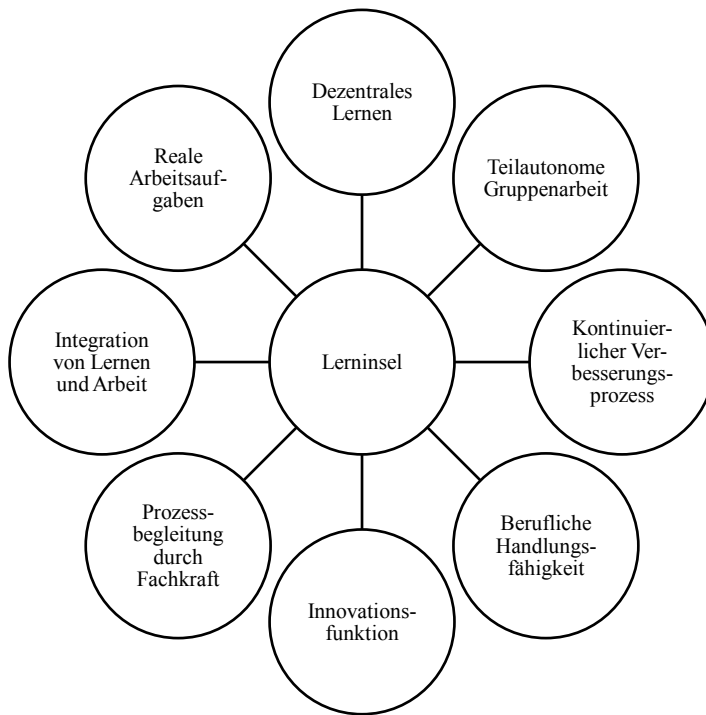 Dezentrales
Lernen
Teilautonome
Gruppenarbeit
Kontinuier-
licher Ver-
besserungs-
prozess
Berufliche
Handlungs-
fähigkeit
Innovations-
funktion
Prozess-
begleitung
durch
Fachkraft
Integration
von Lernen
und Arbeit
Reale
Arbeitsauf-
gaben
Lerninsel